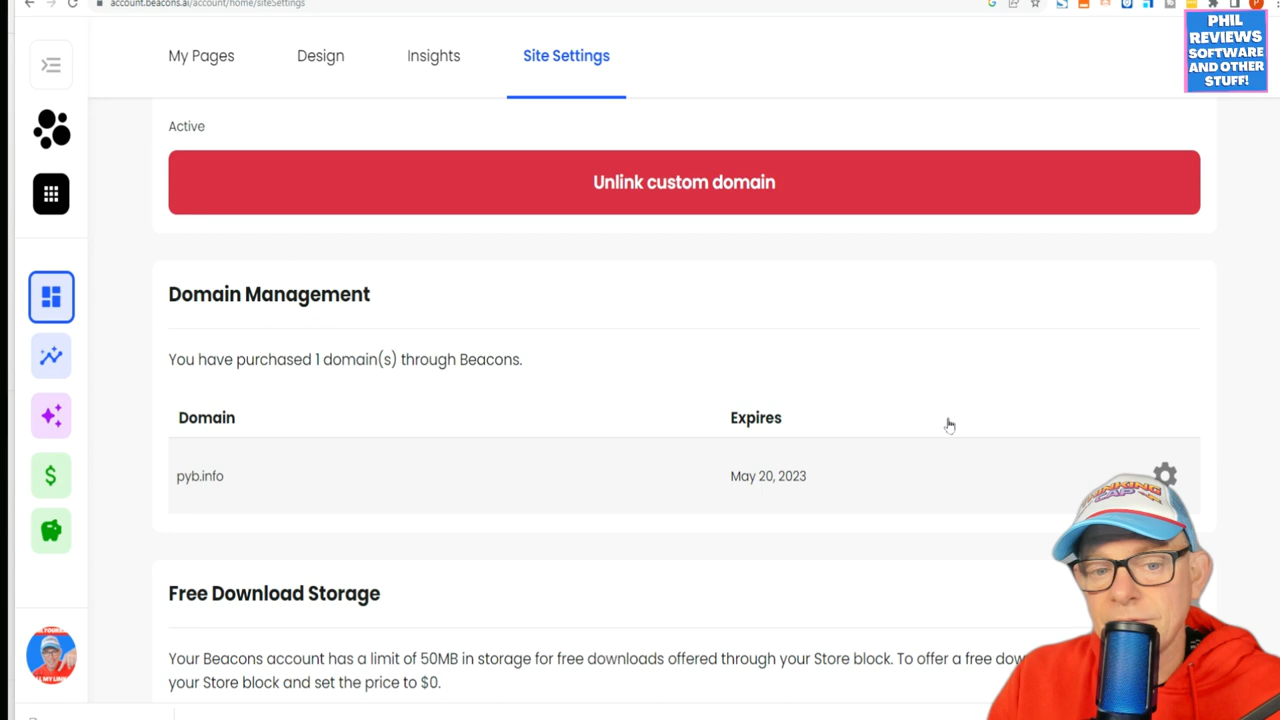 account.beacons.ai/account/home/siteSettings
PHIL
REVIEWS
SOFTWARE
AND OTHER
STUFF!
My Pages
Design
Insights
Site Settings
Active
Unlink custom domain
Domain Management
You have purchased 1 domain(s) through Beacons.
Domain
Expires
pyb.info
May 20, 2023
THINKING
CAP
Free Download Storage
Your Beacons account has a limit of 50MB in storage for free downloads offered through your Store block. To offer a free dow
your Store block and set the price to $0.